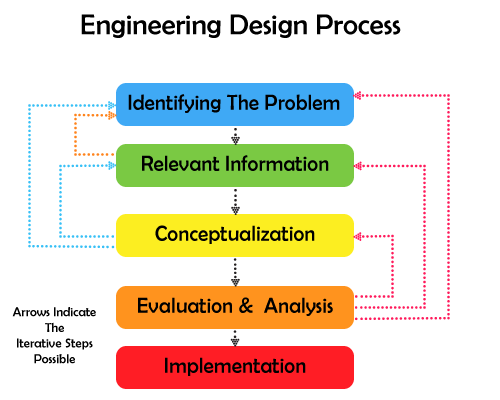 Engineering Design Process
Identifying The Problem
Relevant Information
Conceptualization
Evaluation & Analysis
Arrows Indicate
The
Iterative Steps
Possible
Implementation